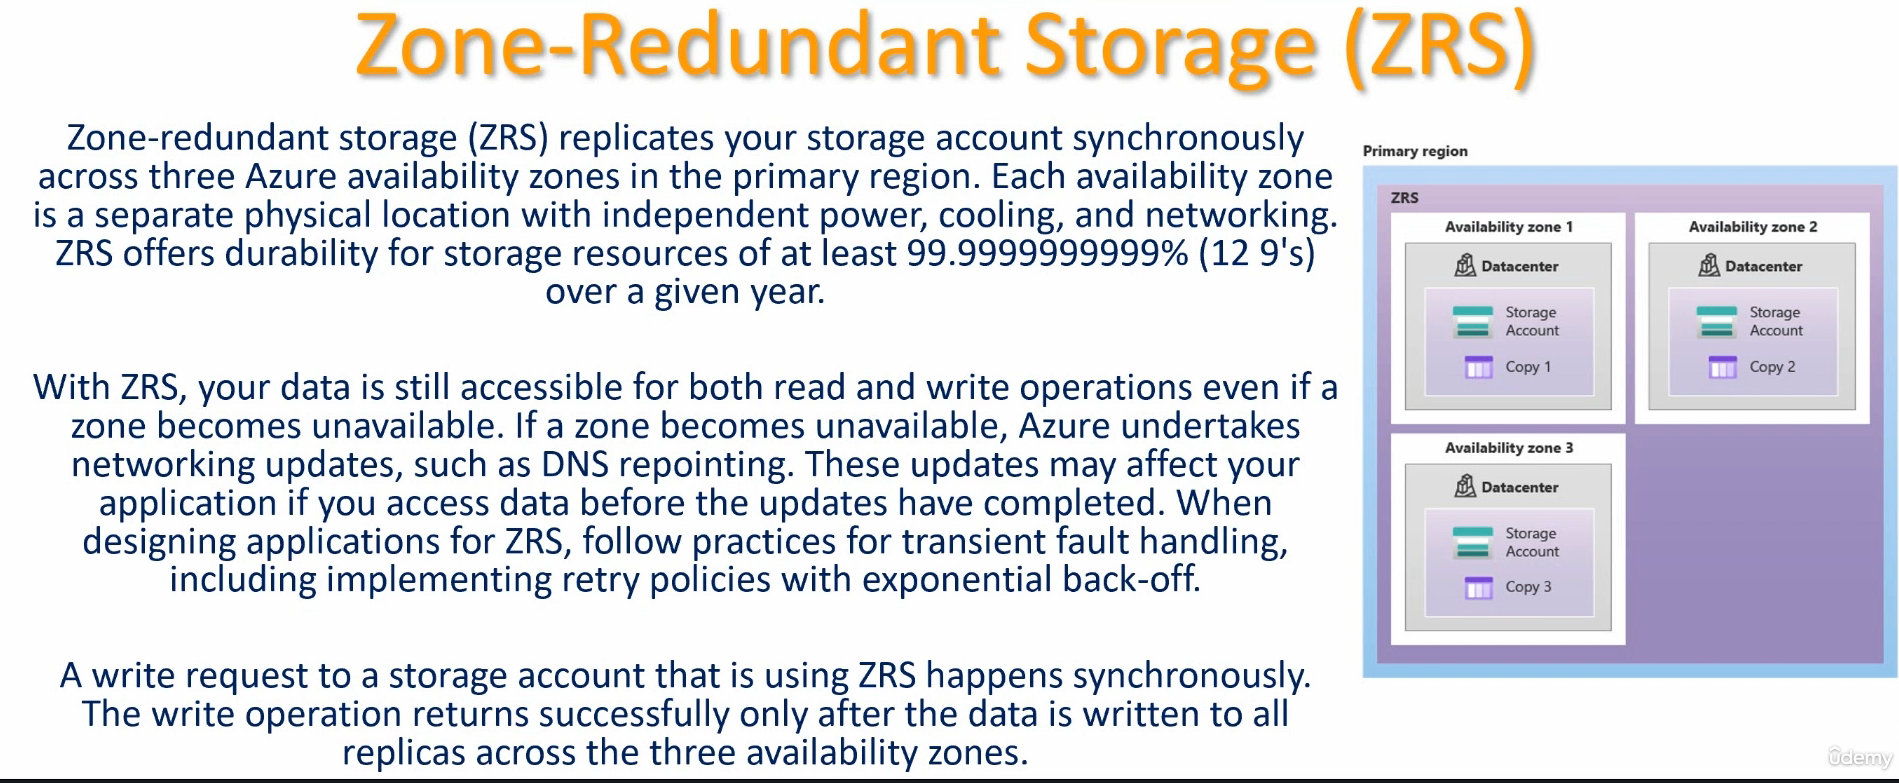 Zone-Redundant Storage (ZRS)
Zone-redundant storage (ZRS) replicates your storage account synchronously
across three Azure availability zones in the primary region. Each availability zone
is a separate physical location with independent power, cooling, and networking.
ZRS offers durability for storage resources of at least 99.9999999999% (12 9's)
over a given year.
With ZRS, your data is still accessible for both read and write operations even if a
zone becomes unavailable. If a zone becomes unavailable, Azure undertakes
networking updates, such as DNS repointing. These updates may affect your
application if you access data before the updates have completed. When
designing applications for ZRS, follow practices for transient fault handling,
including implementing retry policies with exponential back-off.
A write request to a storage account that is using ZRS happens synchronously.
The write operation returns successfully only after the data is written to all
replicas across the three availability zones.
Primary region
ZRS
Availability zone 1
Datacenter
Storage
Account
Copy 1
Availability zone 2
Datacenter
Storage
Account
Copy 2
Availability zone 3
Datacenter
Storage
Account
Copy 3
ûdemy